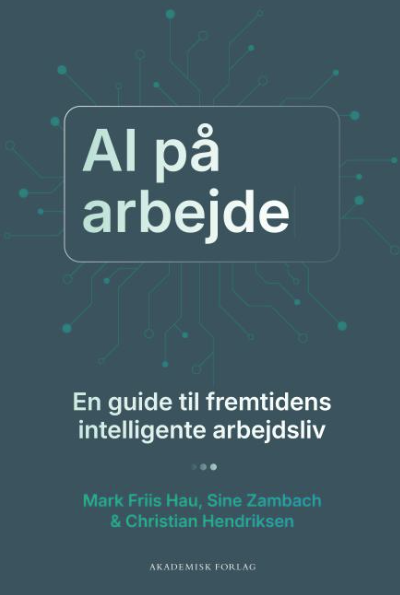 AI på
arbejde
En guide til fremtidens
intelligente arbejdsliv
Mark Friis Hau, Sine Zambach
& Christian Hendriksen
AKADEMISK FORLAG